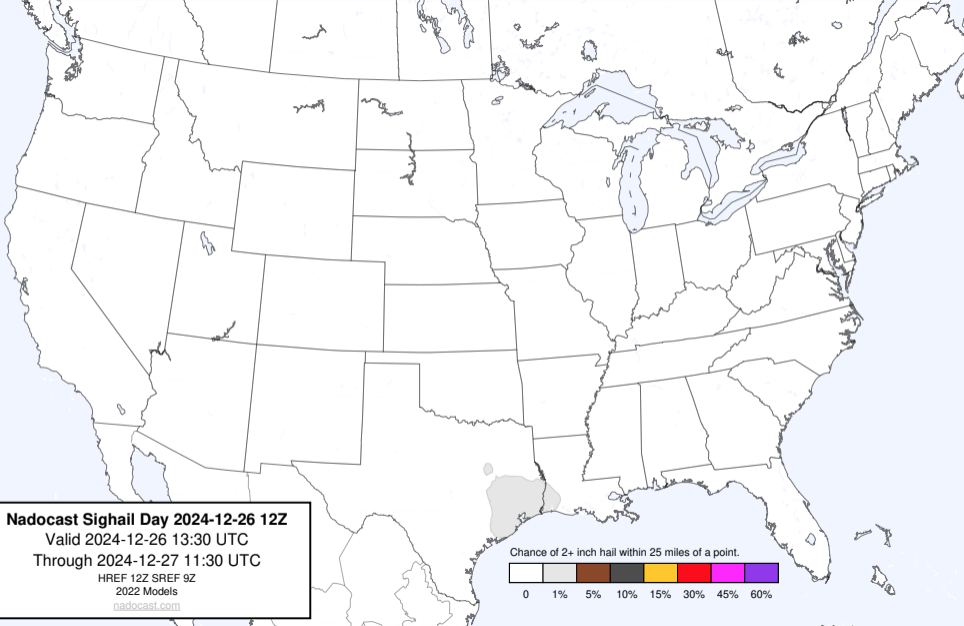 Nadocast Sighail Day 2024-12-26 12Z
Valid 2024-12-26 13:30 UTC
Through 2024-12-27 11:30 UTC
HREF 12Z SREF 9Z
2022 Models
nadocast.com
Chance of 2+ inch hail within 25 miles of a point.
0 1% 5% 10% 15% 30% 45% 60%